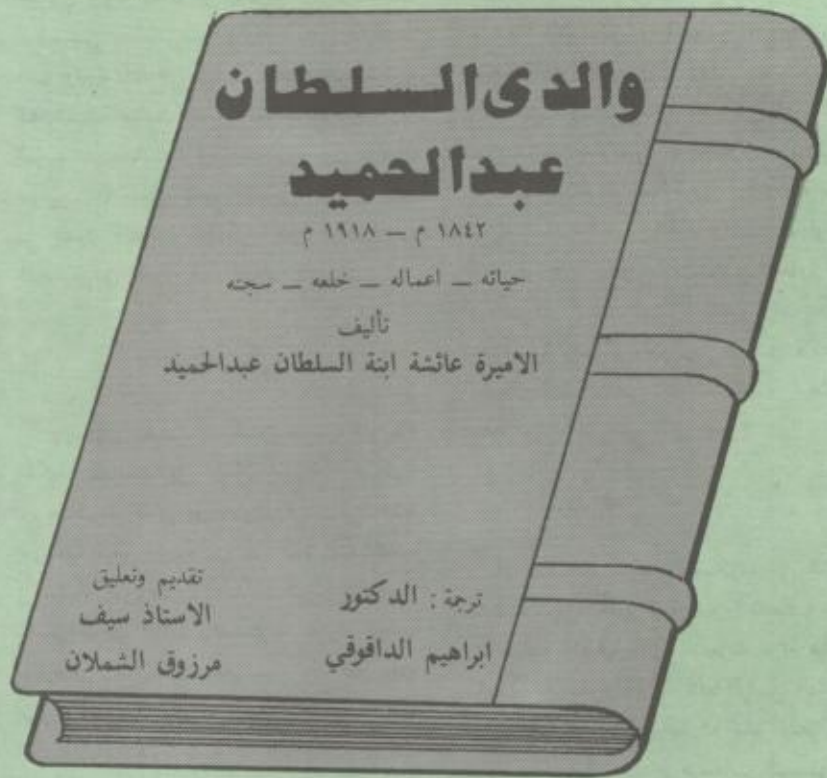 والدى السلطان
عبدالحميد
١٨٤٢ م — ١٩١٨ م
حياته — اعماله — خلعه — سجنه
تأليف
الاميرة عائشة ابنة السلطان عبدالحميد
ترجمة : الدكتور
ابراهيم الداقوقي
تقديم وتعليق
الاستاذ سيف
مرزوق الشملان